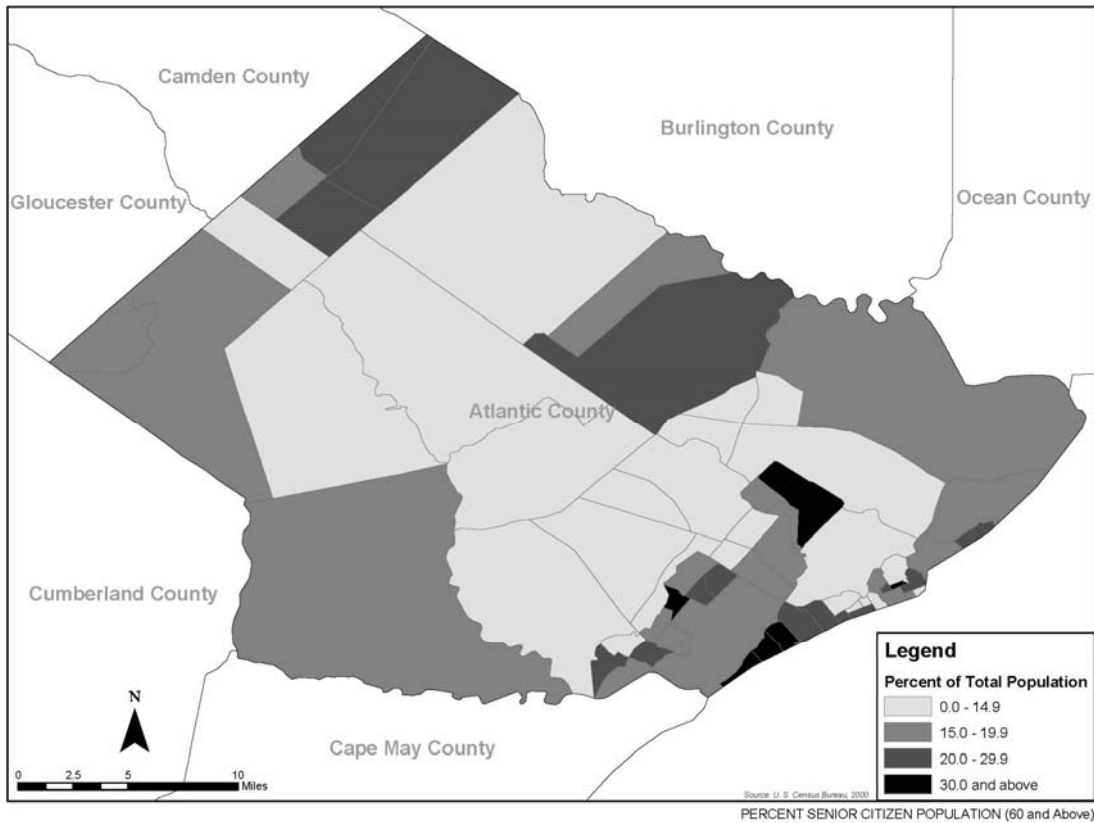 Camden County
Burlington County
Gloucester County
Ocean County
Atlantic County
Cumberland County
Cape May County
N
0 2.5 5 10
Miles
Legend
Percent of Total Population
0.0 - 14.9
15.0 - 19.9
20.0 - 29.9
30.0 and above
Source: U. S. Census Bureau, 2000
PERCENT SENIOR CITIZEN POPULATION (60 and Above)